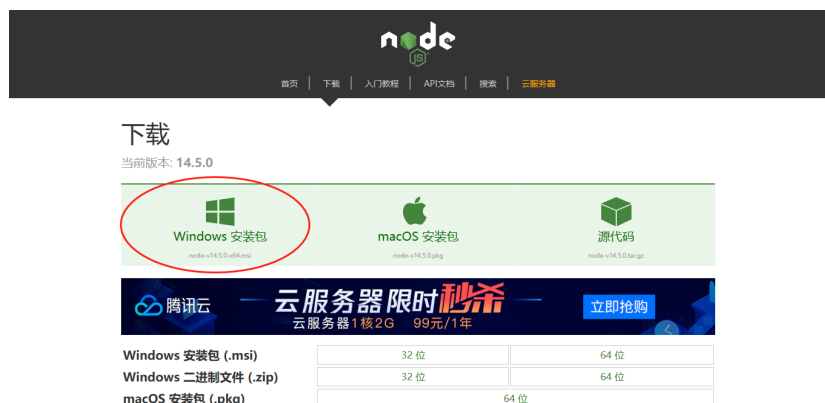 node
JS
首页 | 下载 | 入门教程 | API文档 | 搜索 | 云服务器
下载
当前版本: 14.5.0
Windows 安装包 macOS 安装包 源代码
node-v14.5.0-x64.msi node-v14.5.0.pkg node-v14.5.0.tar.gz
腾讯云 云服务器限时秒杀 立即抢购
云服务器1核2G 99元/1年
Windows 安装包 (.msi) 32 位 64 位
Windows 二进制文件 (.zip) 32 位 64 位
macOS 安装包 (.pkg) 64 位